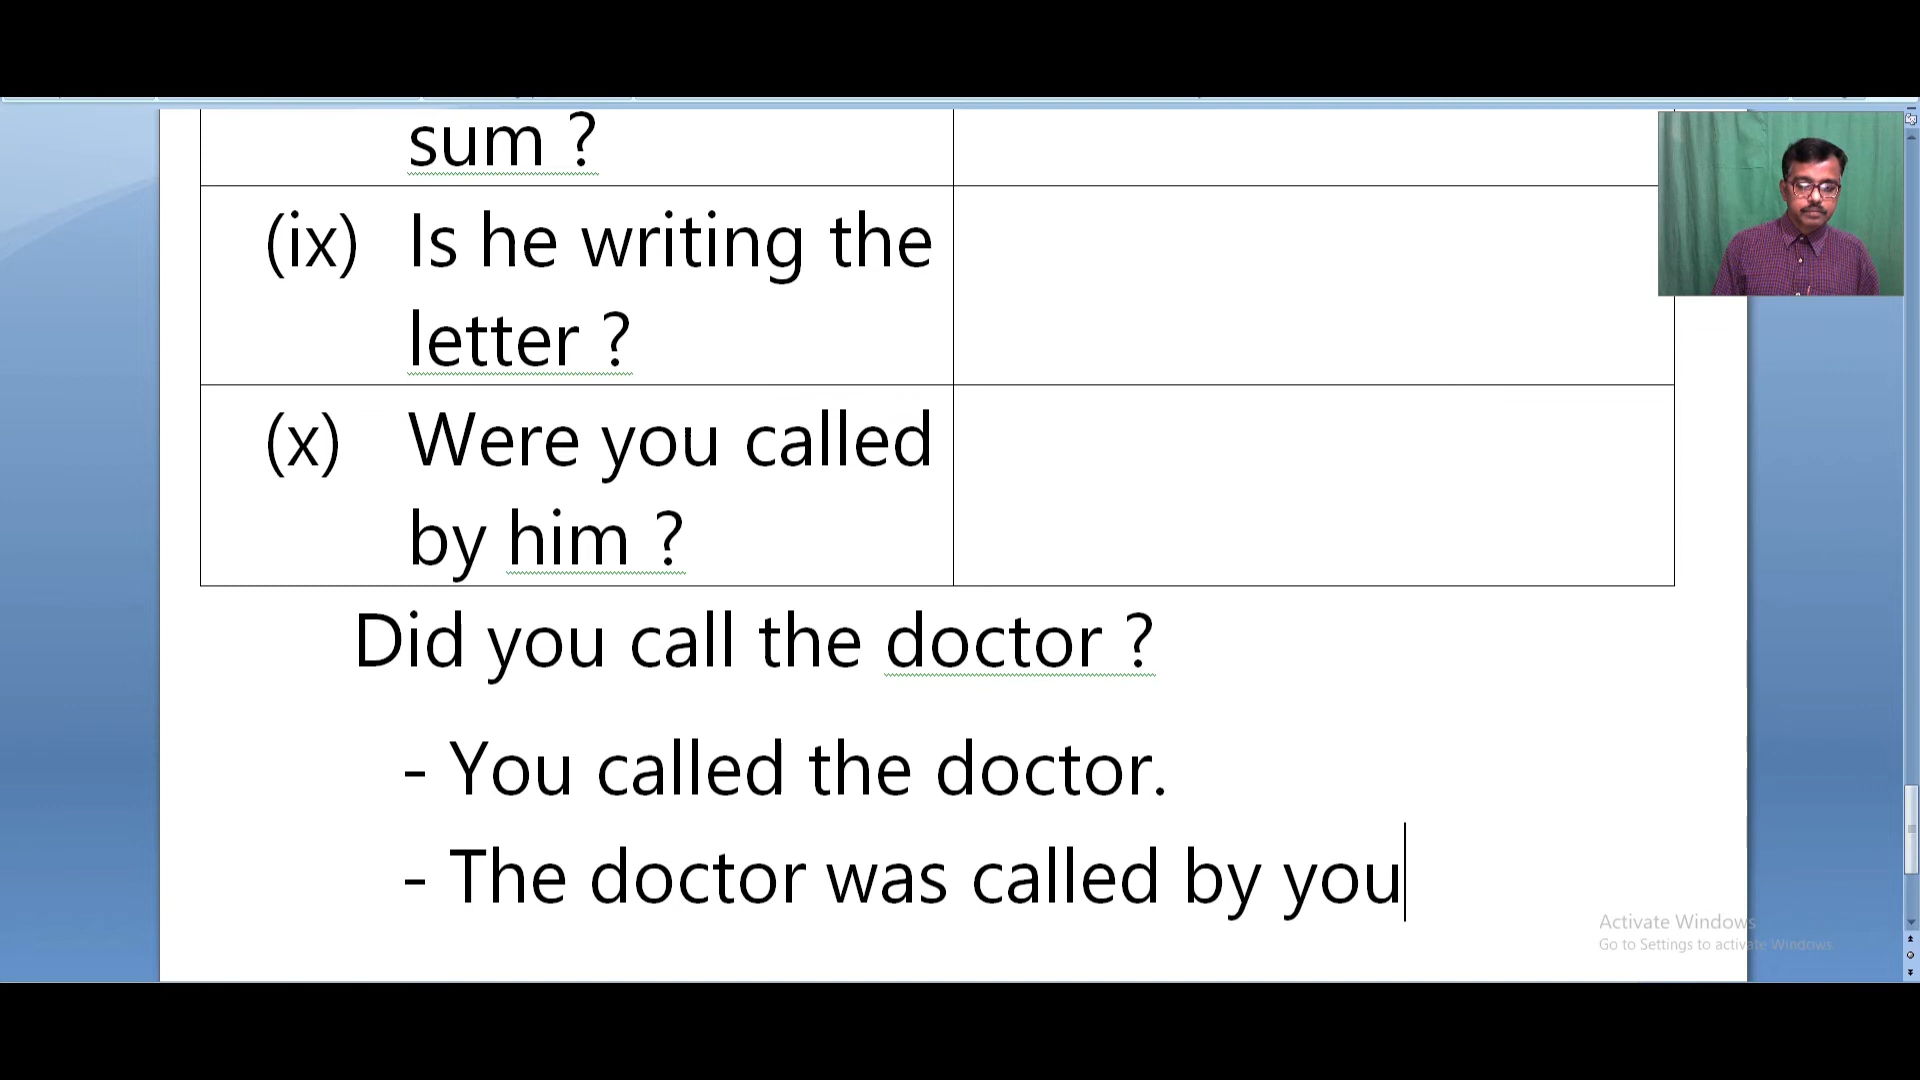 sum ?
(ix) Is he writing the
letter ?
(x) Were you called
by him ?
Did you call the doctor ?
- You called the doctor.
- The doctor was called by you
Activate Windows
Go to Settings to activate Windows.